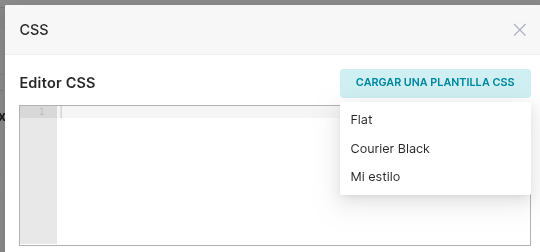 CSS
Editor CSS
CARGAR UNA PLANTILLA CSS
1
Flat
Courier Black
Mi estilo